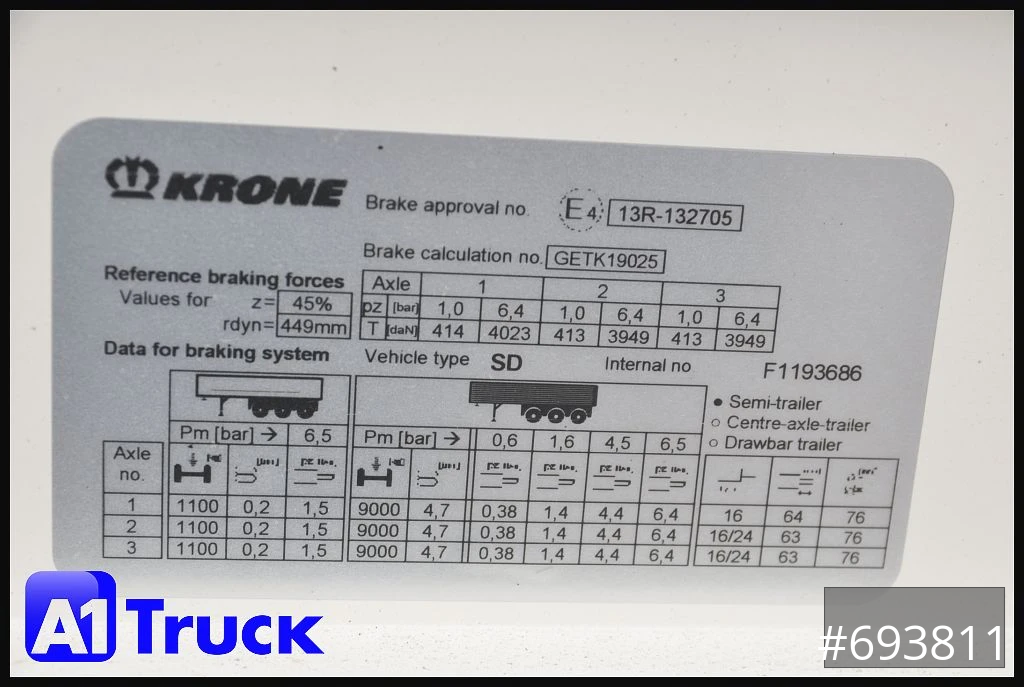 KRONE
Brake approval no. E4 13R-132705
Brake calculation no. GETK19025
Reference braking forces
Values for z= 45%
rdyn= 449mm
Axle 1 2 3
pz [bar] 1,0 6,4 1,0 6,4 1,0 6,4
T [daN] 414 4023 413 3949 413 3949
Data for braking system
Vehicle type SD Internal no F1193686
• Semi-trailer
○ Centre-axle-trailer
○ Drawbar trailer
Pm [bar] → 6,5 Pm [bar] → 0,6 1,6 4,5 6,5
Axle no.
1 1100 0,2 1,5 9000 4,7 0,38 1,4 4,4 6,4 16 64 76
2 1100 0,2 1,5 9000 4,7 0,38 1,4 4,4 6,4 16/24 63 76
3 1100 0,2 1,5 9000 4,7 0,38 1,4 4,4 6,4 16/24 63 76
A1 Truck
#693811